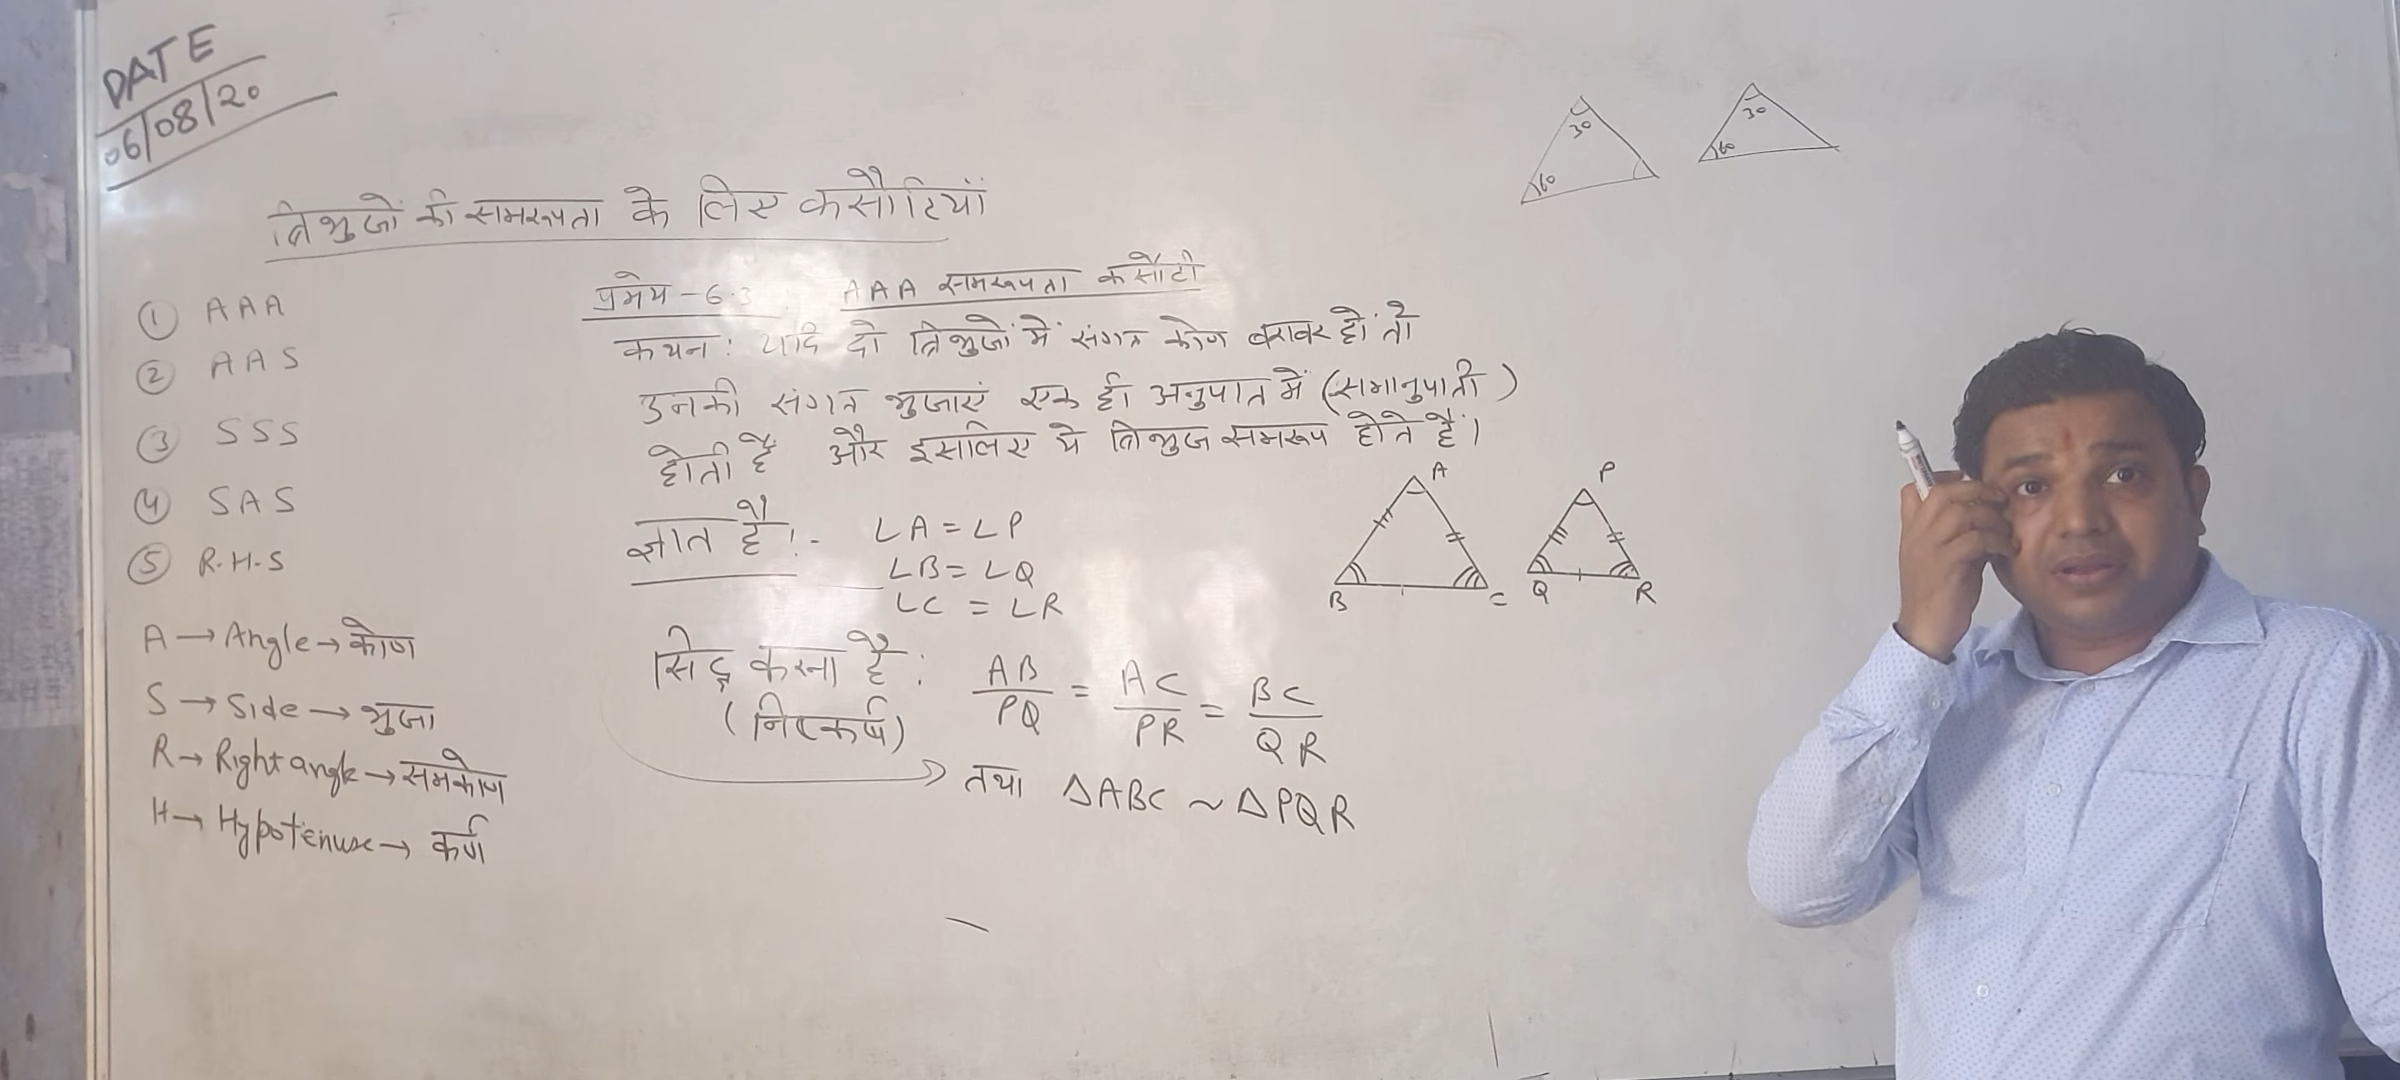 DATE
06/08/20
त्रिभुजों की समरूपता के लिए कसौटियाँ
① AAA
② AAS
③ SSS
④ SAS
⑤ R.H.S
A → Angle → कोण
S → Side → भुजा
R → Right angle → समकोण
H → Hypotenuse → कर्ण
प्रमेय - 6.3 : AAA समरूपता कसौटी
कथन : यदि दो त्रिभुजों में संगत कोण बराबर हों तो
उनकी संगत भुजाएं एक ही अनुपात में (समानुपाती)
होती हैं और इसलिए ये त्रिभुज समरूप होते हैं।
ज्ञात है :- ∠A = ∠P
∠B = ∠Q
∠C = ∠R
सिद्ध करना है : AB/PQ = AC/PR = BC/QR
(निष्कर्ष)
तथा ΔABC ~ ΔPQR
30
60
30
60
A
B
C
P
Q
R